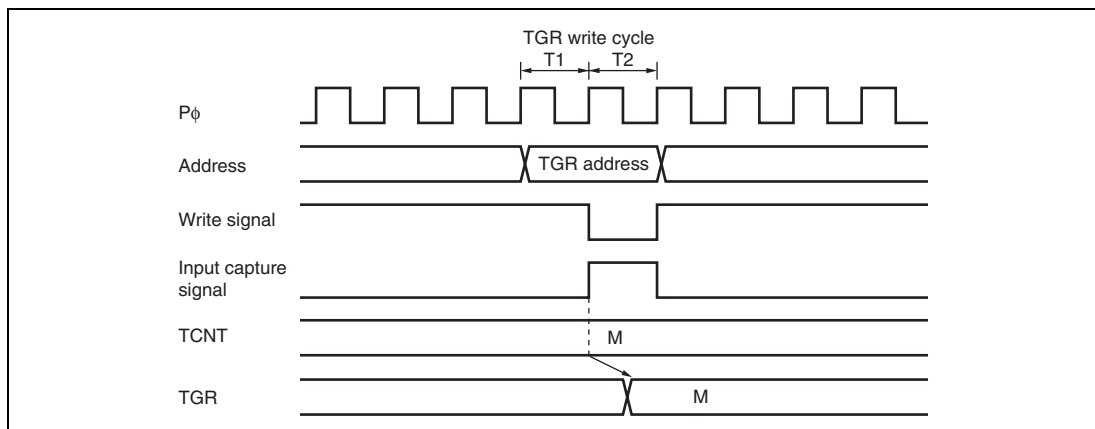 TGR write cycle
T1 T2
Pϕ
Address
TGR address
Write signal
Input capture
signal
TCNT
M
TGR
M